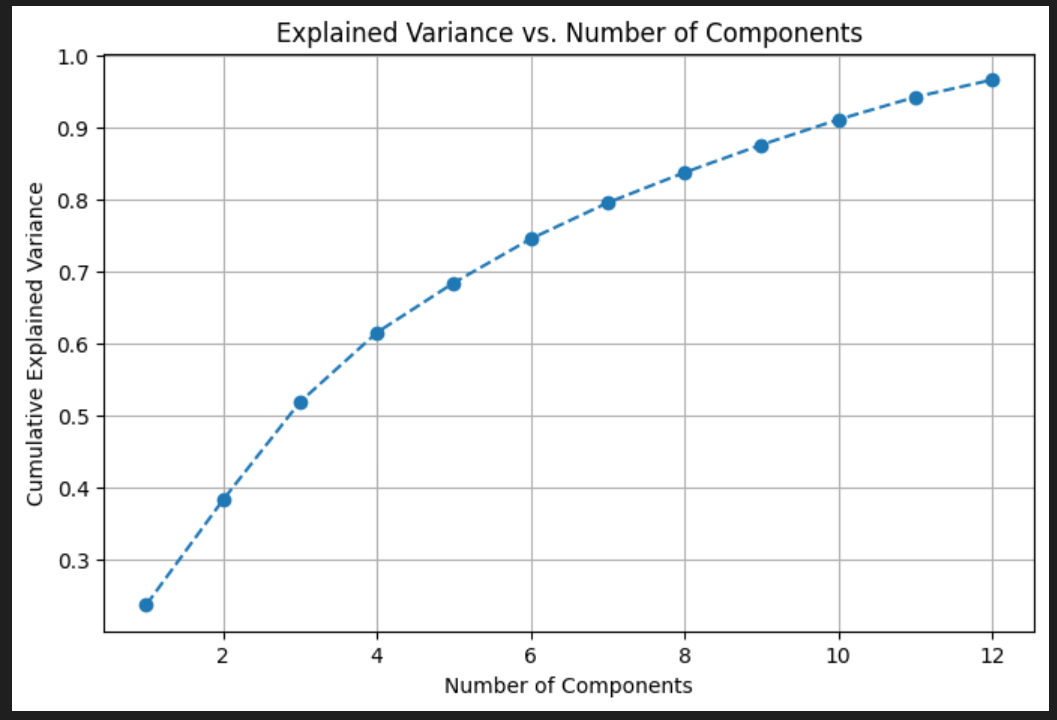 Explained Variance vs. Number of Components
1.0
0.9
0.8
0.7
0.6
0.5
0.4
0.3
Cumulative Explained Variance
2 4 6 8 10 12
Number of Components